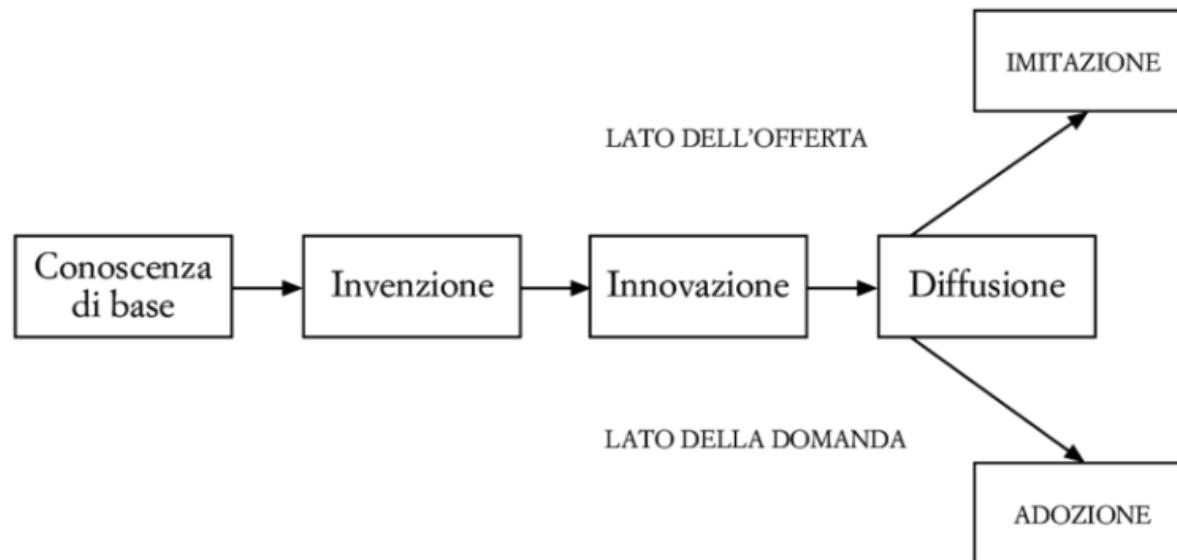 IMITAZIONE
LATO DELL'OFFERTA
Conoscenza
di base
Invenzione
Innovazione
Diffusione
LATO DELLA DOMANDA
ADOZIONE